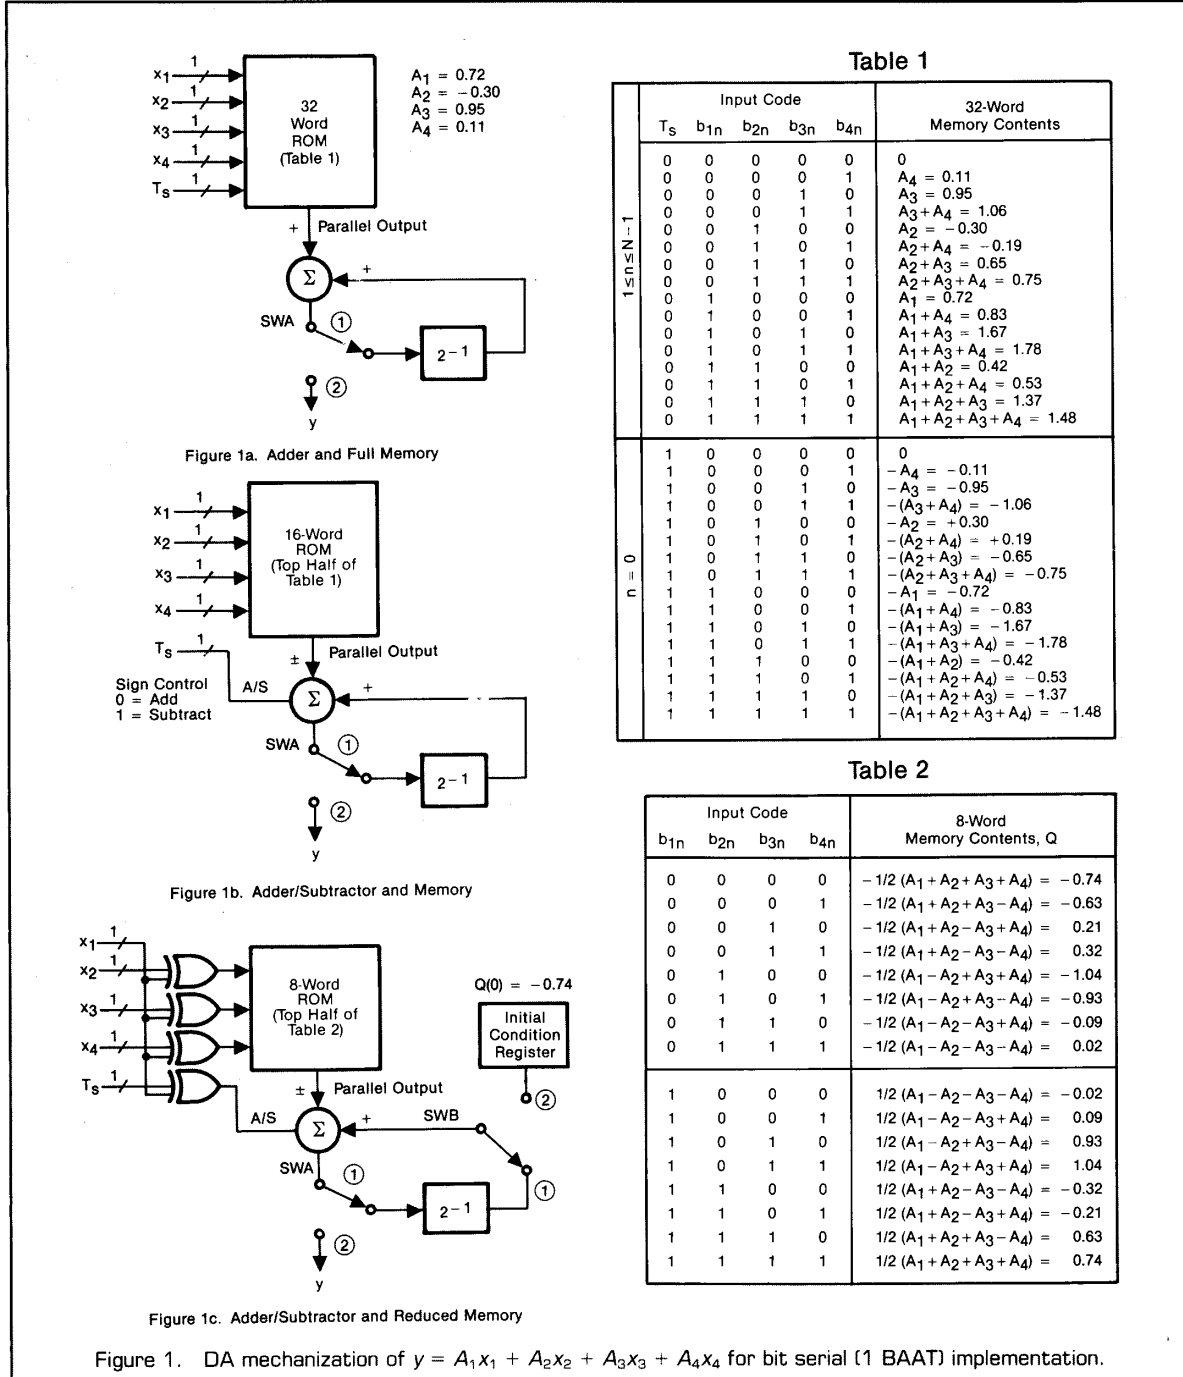 x1 1
x2 1
x3 1
x4 1
Ts 1
32
Word
ROM
(Table 1)
A1 = 0.72
A2 = −0.30
A3 = 0.95
A4 = 0.11
+ Parallel Output
Σ +
SWA 1
2−1
2
y
Figure 1a. Adder and Full Memory
x1 1
x2 1
x3 1
x4 1
16-Word
ROM
(Top Half of
Table 1)
Ts 1
± Parallel Output
Sign Control
0 = Add
1 = Subtract
A/S Σ +
SWA 1
2−1
2
y
Figure 1b. Adder/Subtractor and Memory
x1 1
x2 1
x3 1
x4 1
Ts 1
8-Word
ROM
(Top Half of
Table 2)
Q(0) = −0.74
Initial
Condition
Register
± Parallel Output
2
A/S Σ + SWB
SWA 1
2−1
1
2
y
Figure 1c. Adder/Subtractor and Reduced Memory
Table 1
Input Code
32-Word
Memory Contents
Ts b1n b2n b3n b4n
1≤n≤N−1
0 0 0 0 0 0
0 0 0 0 1 A4 = 0.11
0 0 0 1 0 A3 = 0.95
0 0 0 1 1 A3+A4 = 1.06
0 0 1 0 0 A2 = −0.30
0 0 1 0 1 A2+A4 = −0.19
0 0 1 1 0 A2+A3 = 0.65
0 0 1 1 1 A2+A3+A4 = 0.75
0 1 0 0 0 A1 = 0.72
0 1 0 0 1 A1+A4 = 0.83
0 1 0 1 0 A1+A3 = 1.67
0 1 0 1 1 A1+A3+A4 = 1.78
0 1 1 0 0 A1+A2 = 0.42
0 1 1 0 1 A1+A2+A4 = 0.53
0 1 1 1 0 A1+A2+A3 = 1.37
0 1 1 1 1 A1+A2+A3+A4 = 1.48
n = 0
1 0 0 0 0 0
1 0 0 0 1 −A4 = −0.11
1 0 0 1 0 −A3 = −0.95
1 0 0 1 1 −(A3+A4) = −1.06
1 0 1 0 0 −A2 = +0.30
1 0 1 0 1 −(A2+A4) = +0.19
1 0 1 1 0 −(A2+A3) = −0.65
1 0 1 1 1 −(A2+A3+A4) = −0.75
1 1 0 0 0 −A1 = −0.72
1 1 0 0 1 −(A1+A4) = −0.83
1 1 0 1 0 −(A1+A3) = −1.67
1 1 0 1 1 −(A1+A3+A4) = −1.78
1 1 1 0 0 −(A1+A2) = −0.42
1 1 1 0 1 −(A1+A2+A4) = −0.53
1 1 1 1 0 −(A1+A2+A3) = −1.37
1 1 1 1 1 −(A1+A2+A3+A4) = −1.48
Table 2
Input Code
8-Word
Memory Contents, Q
b1n b2n b3n b4n
0 0 0 0 −1/2 (A1+A2+A3+A4) = −0.74
0 0 0 1 −1/2 (A1+A2+A3−A4) = −0.63
0 0 1 0 −1/2 (A1+A2−A3+A4) = 0.21
0 0 1 1 −1/2 (A1+A2−A3−A4) = 0.32
0 1 0 0 −1/2 (A1−A2+A3+A4) = −1.04
0 1 0 1 −1/2 (A1−A2+A3−A4) = −0.93
0 1 1 0 −1/2 (A1−A2−A3+A4) = −0.09
0 1 1 1 −1/2 (A1−A2−A3−A4) = 0.02
1 0 0 0 1/2 (A1−A2−A3−A4) = −0.02
1 0 0 1 1/2 (A1−A2−A3+A4) = 0.09
1 0 1 0 1/2 (A1−A2+A3−A4) = 0.93
1 0 1 1 1/2 (A1−A2+A3+A4) = 1.04
1 1 0 0 1/2 (A1+A2−A3−A4) = −0.32
1 1 0 1 1/2 (A1+A2−A3+A4) = −0.21
1 1 1 0 1/2 (A1+A2+A3−A4) = 0.63
1 1 1 1 1/2 (A1+A2+A3+A4) = 0.74
Figure 1. DA mechanization of y = A1x1 + A2x2 + A3x3 + A4x4 for bit serial (1 BAAT) implementation.